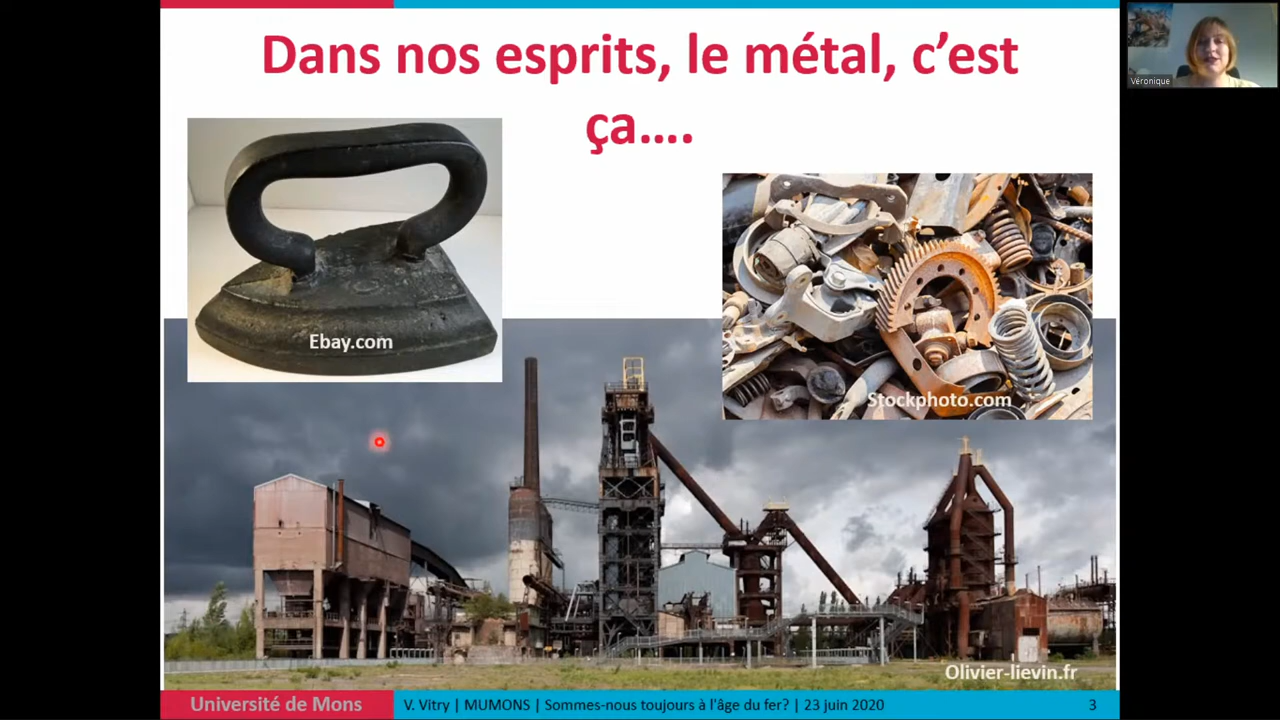 Dans nos esprits, le métal, c’est
ça....
Véronique
Ebay.com
Stockphoto.com
Olivier-lievin.fr
Université de Mons
V. Vitry | MUMONS | Sommes-nous toujours à l'âge du fer? | 23 juin 2020
3